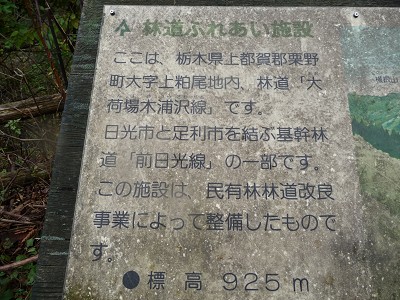 林道ふれあい施設
ここは、栃木県上都賀郡粟野
町大字上粕尾地内、林道「大
荷場木浦沢線」です。
日光市と足利市を結ぶ基幹林
道「前日光線」の一部です。
この施設は、民有林林道改良
事業によって整備したもので
す。
●標高 925m